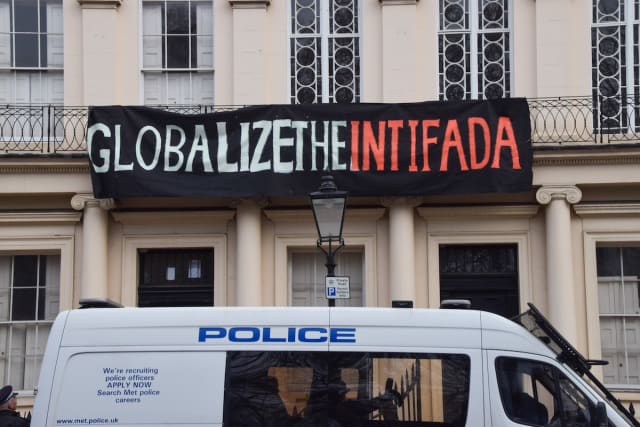 GLOBALIZE THE INTIFADA
P
POLICE
We're recruiting
police officers
APPLY NOW
Search Met police
careers
www.met.police.uk